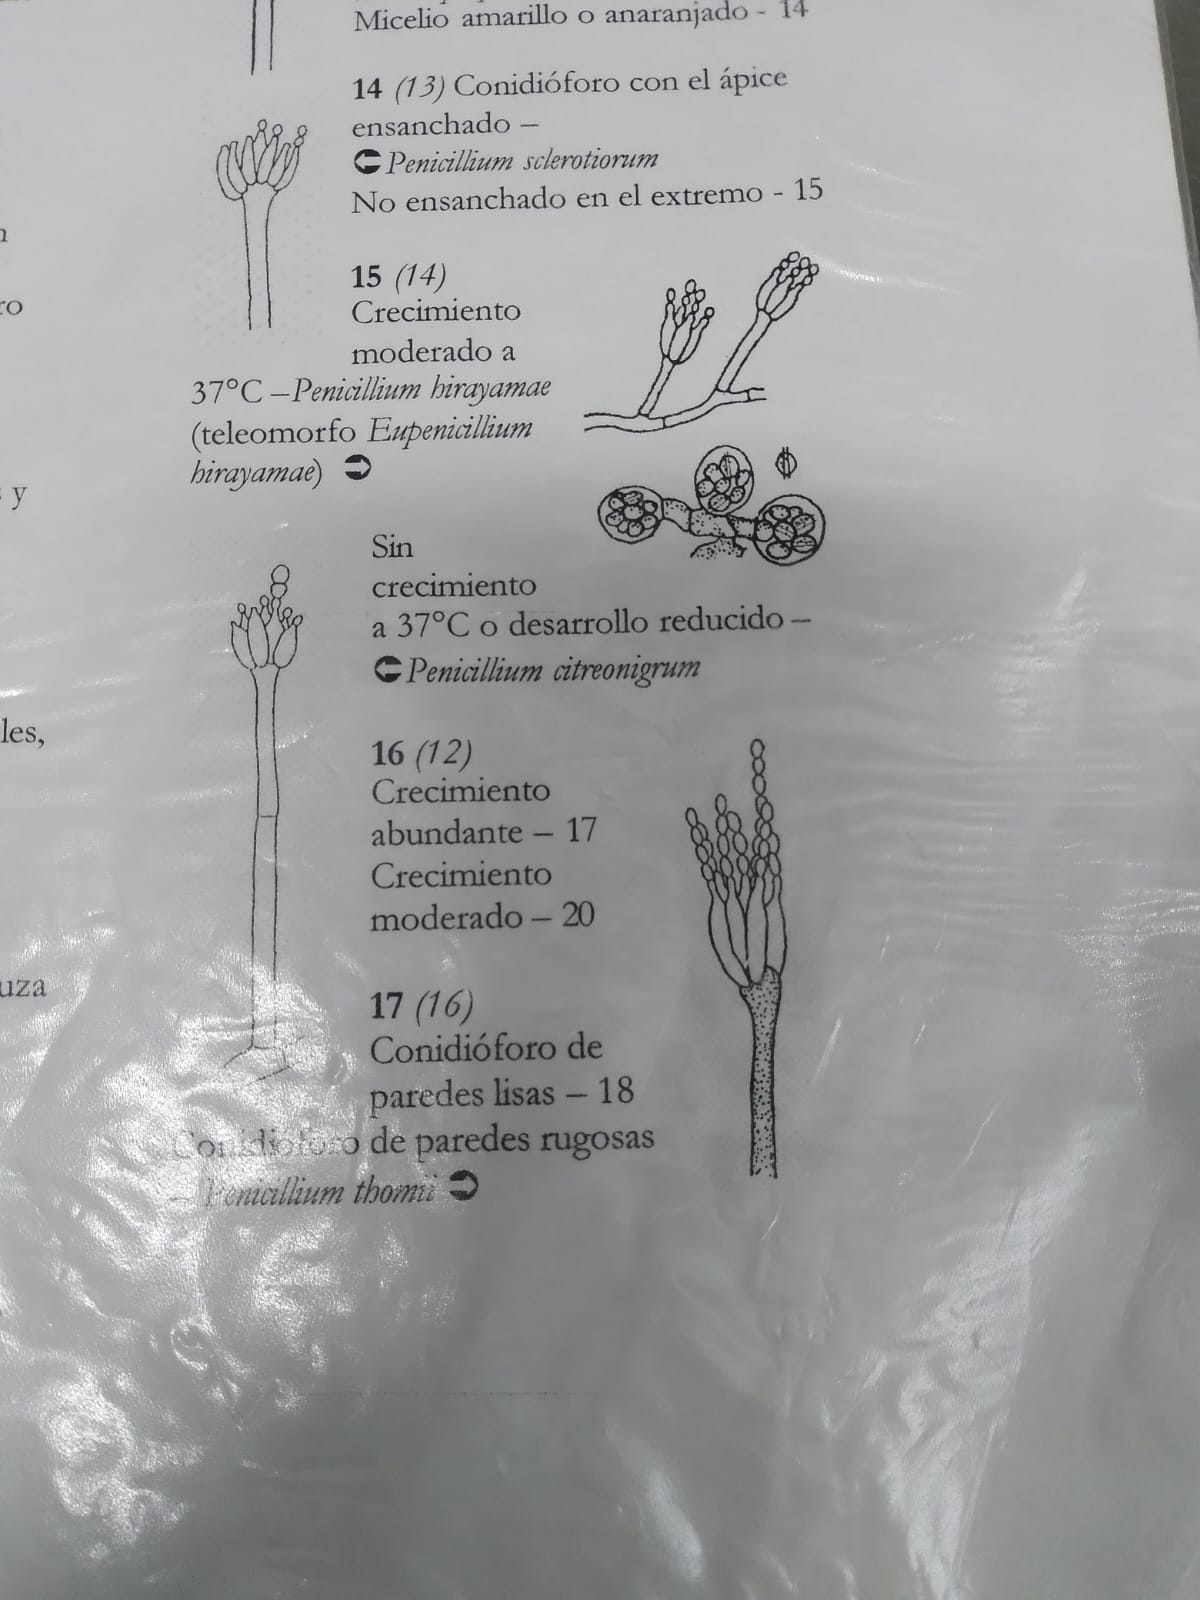 Micelio amarillo o anaranjado - 14
14 (13) Conidióforo con el ápice
ensanchado –
Penicillium sclerotiorum
No ensanchado en el extremo - 15
15 (14)
Crecimiento
moderado a
37°C –Penicillium hirayamae
(teleomorfo Eupenicillium
hirayamae)
Sin
crecimiento
a 37°C o desarrollo reducido –
Penicillium citreonigrum
16 (12)
Crecimiento
abundante – 17
Crecimiento
moderado – 20
17 (16)
Conidióforo de
paredes lisas – 18
Conidióforo de paredes rugosas
– Penicillium thomii
y
les,